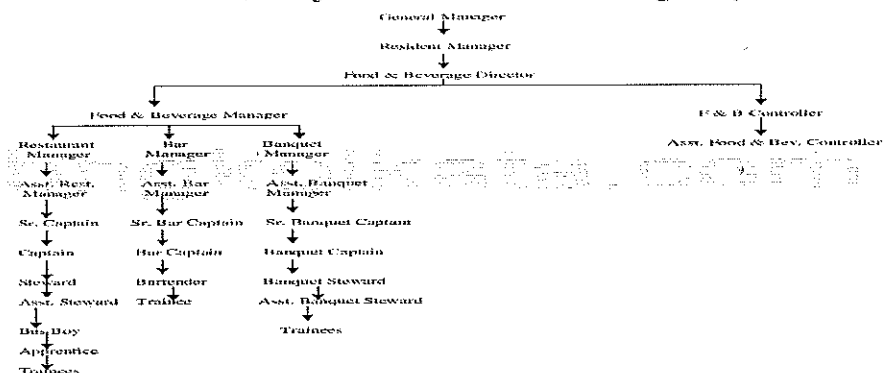 General Manager
Resident Manager
Food & Beverage Director
Food & Beverage Manager
F & B Controller
Restaurant Manager
Bar Manager
Banquet Manager
Asst. Food & Bev. Controller
Asst. Rest. Manager
Asst. Bar Manager
Asst. Banquet Manager
Sr. Captain
Sr. Bar Captain
Sr. Banquet Captain
Captain
Bar Captain
Banquet Captain
Steward
Bartender
Banquet Steward
Asst. Steward
Trainee
Asst. Banquet Steward
Bus Boy
Trainees
Apprentice
Trainees